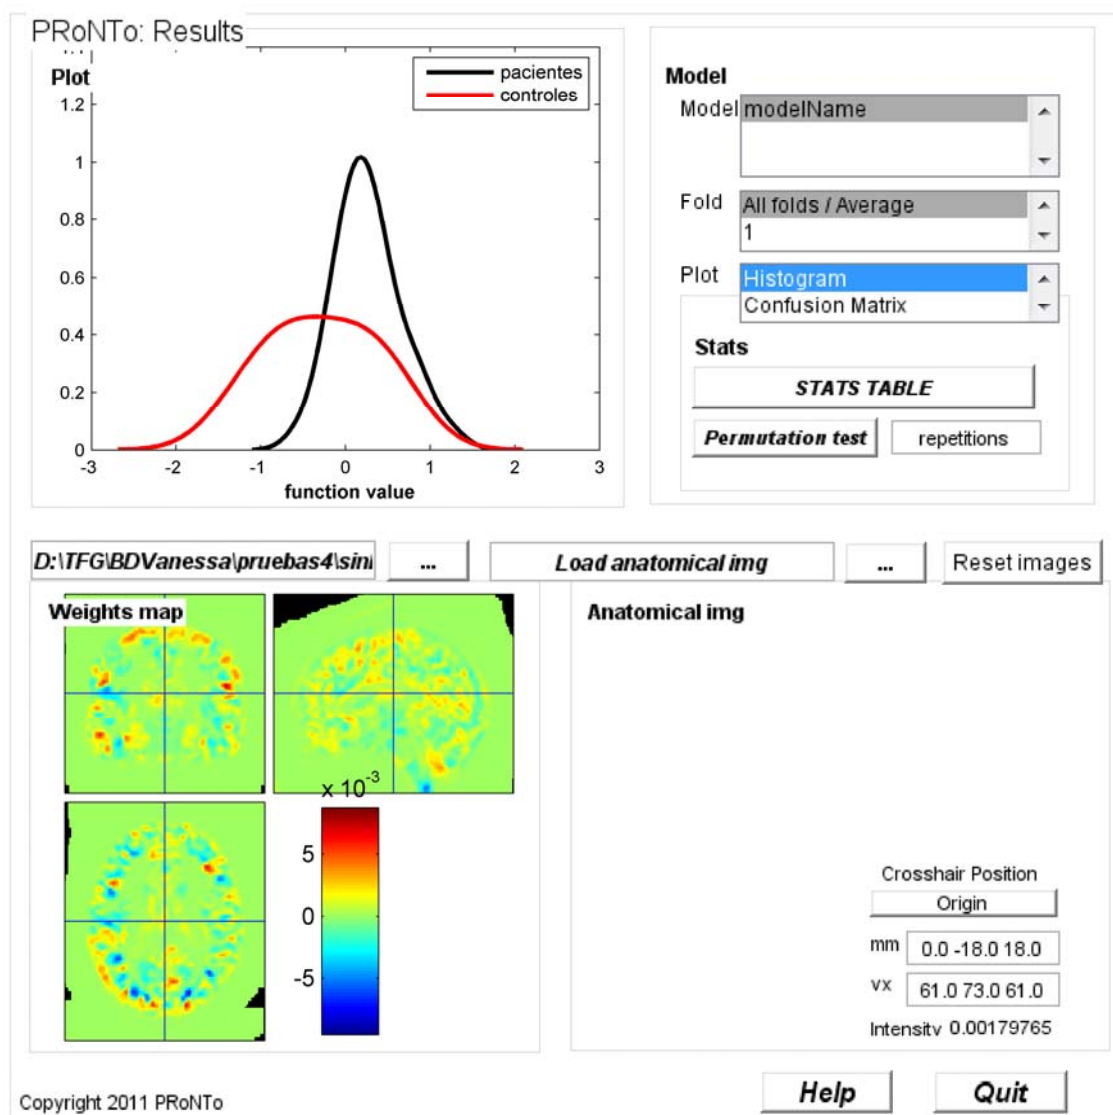 PRoNTo: Results
Plot
pacientes
controles
1.2
1
0.8
0.6
0.4
0.2
0
-3 -2 -1 0 1 2 3
function value
Model
Model modelName
Fold All folds / Average
1
Plot Histogram
Confusion Matrix
Stats
STATS TABLE
Permutation test repetitions
D:\TFG\BDVanessa\pruebas4\sin ... Load anatomical img ... Reset images
Weights map
Anatomical img
x 10-3
5
0
-5
Crosshair Position
Origin
mm 0.0 -18.0 18.0
vx 61.0 73.0 61.0
Intensity 0.00179765
Help Quit
Copyright 2011 PRoNTo